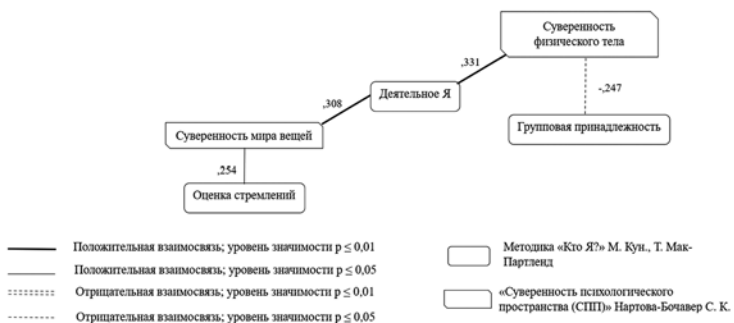 Суверенность
физического тела
,331
Деятельное Я
-,247
,308
Групповая принадлежность
Суверенность мира вещей
,254
Оценка стремлений
Положительная взаимосвязь; уровень значимости p ≤ 0,01
Положительная взаимосвязь; уровень значимости p ≤ 0,05
Отрицательная взаимосвязь; уровень значимости p ≤ 0,01
Отрицательная взаимосвязь; уровень значимости p ≤ 0,05
Методика «Кто Я?» М. Кун., Т. Мак-
Партленд
«Суверенность психологического
пространства (СПП)» Нартова-Бочавер С. К.